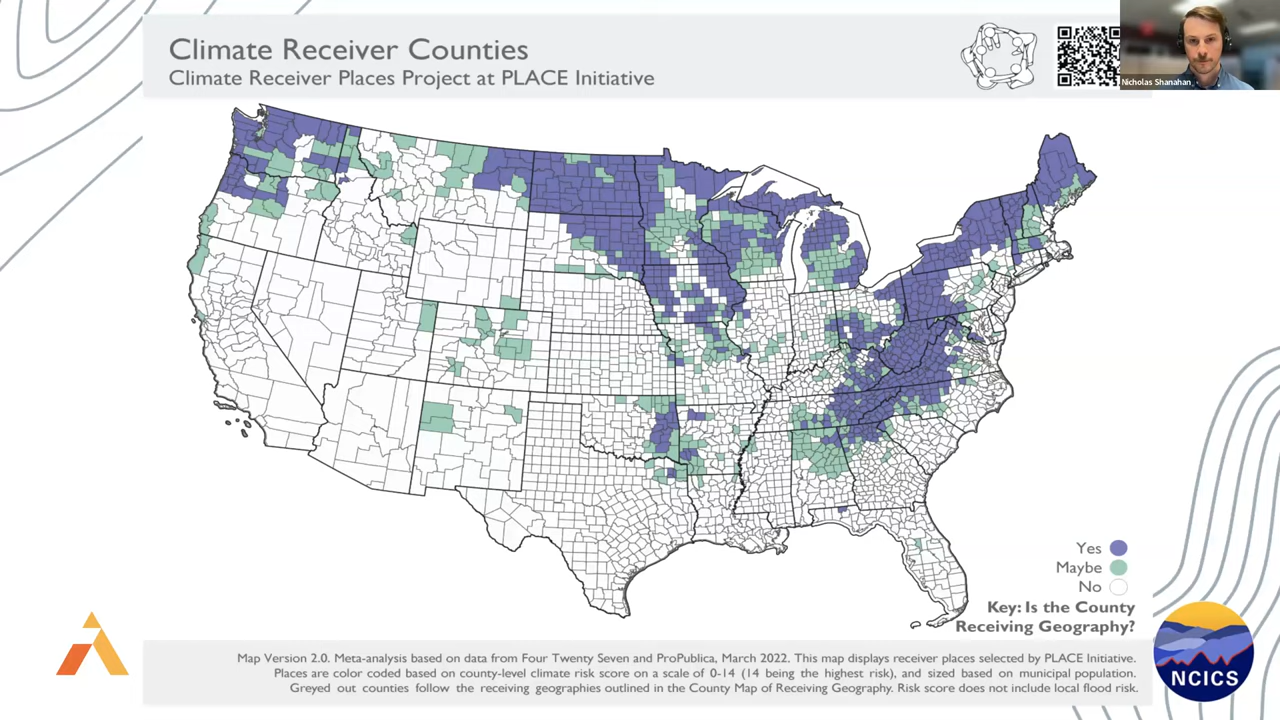 Climate Receiver Counties
Climate Receiver Places Project at PLACE Initiative
Nicholas Shanahan
Yes
Maybe
No
Key: Is the County
Receiving Geography?
Map Version 2.0. Meta-analysis based on data from Four Twenty Seven and ProPublica, March 2022. This map displays receiver places selected by PLACE Initiative.
Places are color coded based on county-level climate risk score on a scale of 0-14 (14 being the highest risk), and sized based on municipal population.
Greyed out counties follow the receiving geographies outlined in the County Map of Receiving Geography. Risk score does not include local flood risk.
NCICS